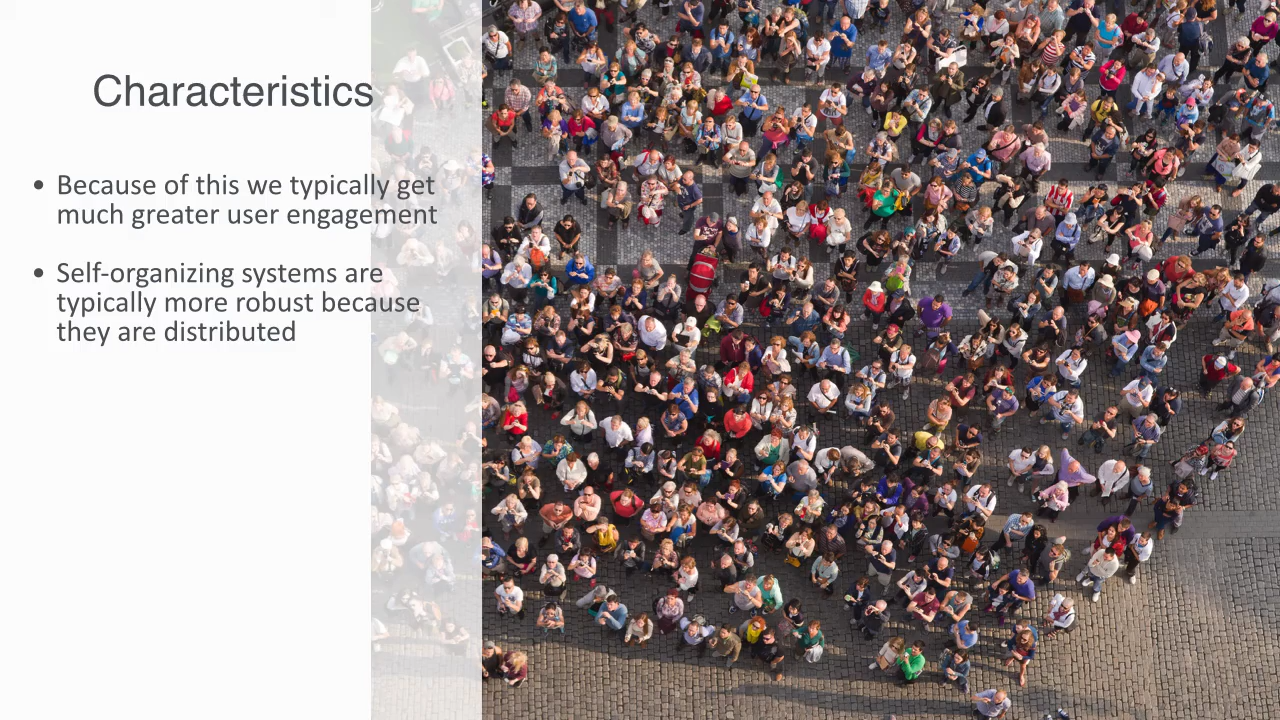 Characteristics
• Because of this we typically get
much greater user engagement
• Self-organizing systems are
typically more robust because
they are distributed